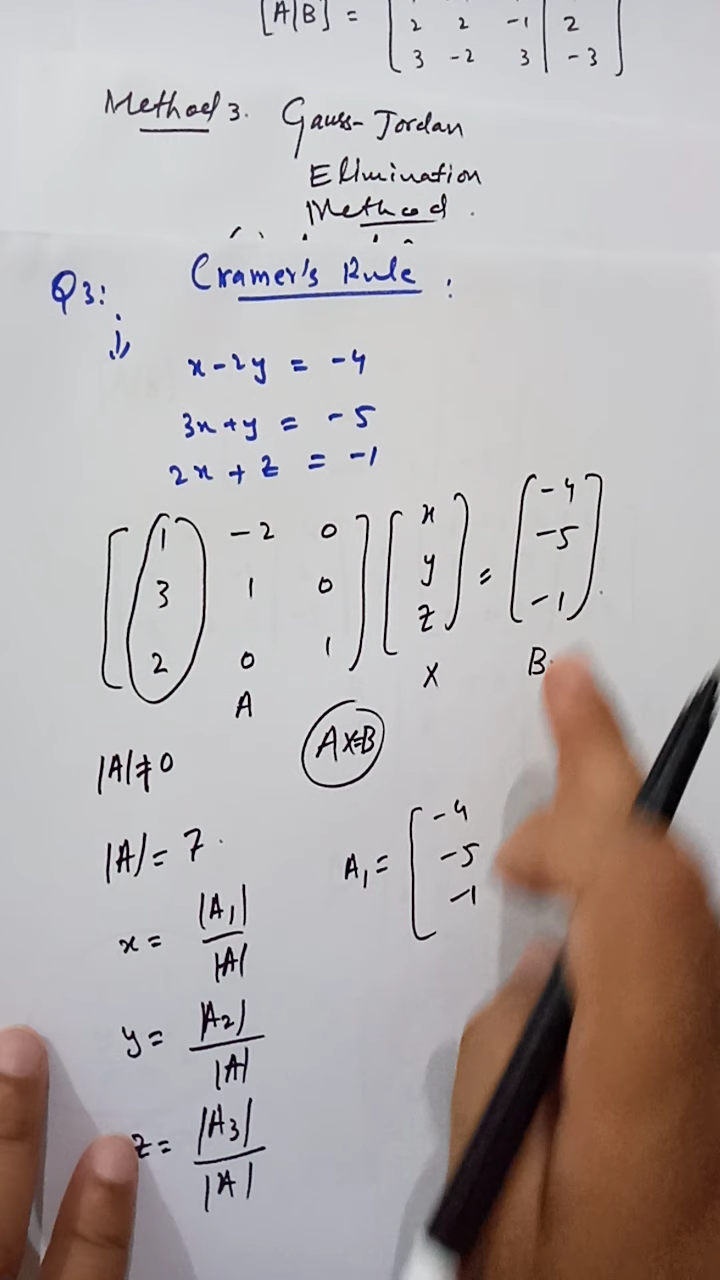 [A|B] =
2 2 -1 | 2
3 -2 3 | -3
Method 3. Gauss-Jordan
Elimination
Method.
Q3: Cramer's Rule :
i)
x - 2y = -4
3x + y = -5
2x + z = -1
[ 1 -2 0 ] [ x ] = [ -4 ]
[ 3 1 0 ] [ y ] [ -5 ]
[ 2 0 1 ] [ z ] [ -1 ]
A X B
|A| ≠ 0 AX=B
|A| = 7. A₁ = [ -4
-5
-1
x = |A₁| / |A|
y = |A₂| / |A|
z = |A₃| / |A|